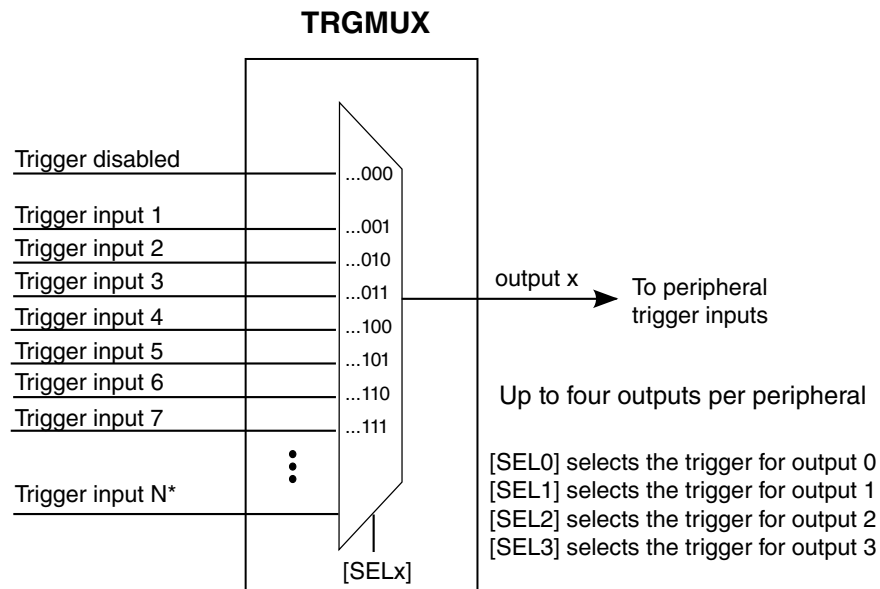 TRGMUX
Trigger disabled
...000
Trigger input 1
...001
Trigger input 2
...010
Trigger input 3
...011
Trigger input 4
...100
Trigger input 5
...101
Trigger input 6
...110
Trigger input 7
...111
Trigger input N*
[SELx]
output x
To peripheral
trigger inputs
Up to four outputs per peripheral
[SEL0] selects the trigger for output 0
[SEL1] selects the trigger for output 1
[SEL2] selects the trigger for output 2
[SEL3] selects the trigger for output 3